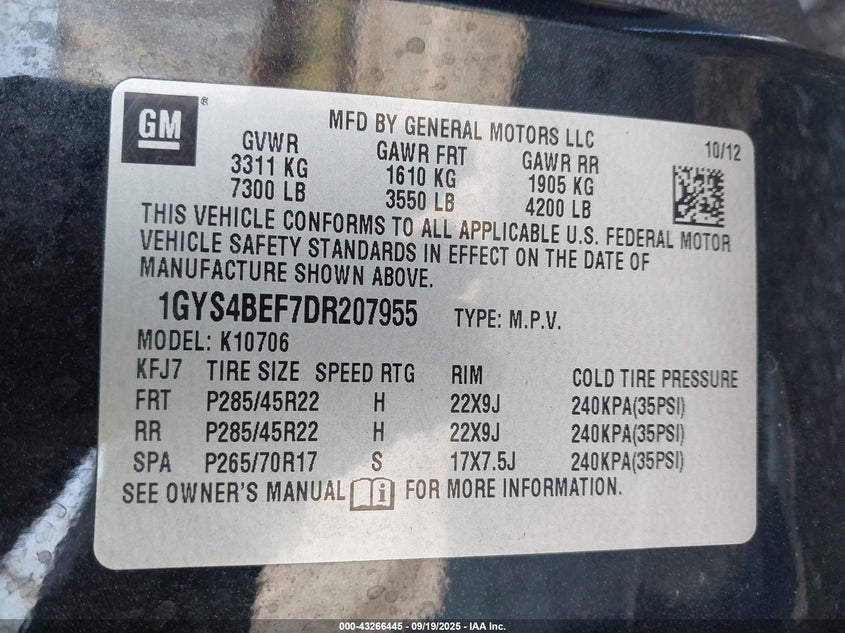 GM®
MFD BY GENERAL MOTORS LLC
10/12
GVWR GAWR FRT GAWR RR
3311 KG 1610 KG 1905 KG
7300 LB 3550 LB 4200 LB
THIS VEHICLE CONFORMS TO ALL APPLICABLE U.S. FEDERAL MOTOR
VEHICLE SAFETY STANDARDS IN EFFECT ON THE DATE OF
MANUFACTURE SHOWN ABOVE.
1GYS4BEF7DR207955 TYPE: M.P.V.
MODEL: K10706
KFJ7 TIRE SIZE SPEED RTG RIM COLD TIRE PRESSURE
FRT P285/45R22 H 22X9J 240KPA(35PSI)
RR P285/45R22 H 22X9J 240KPA(35PSI)
SPA P265/70R17 S 17X7.5J 240KPA(35PSI)
SEE OWNER'S MANUAL i FOR MORE INFORMATION.
000-43266445 - 09/19/2025 - IAA Inc.